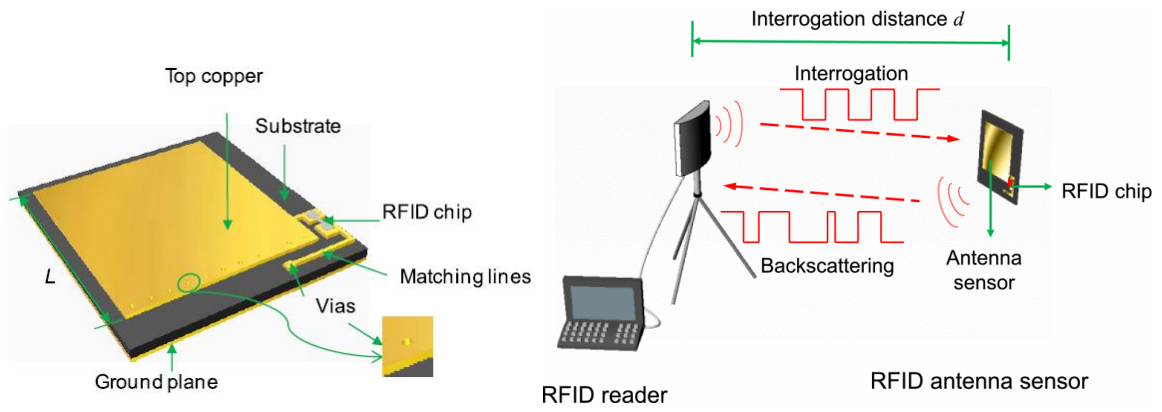 Top copper
Substrate
RFID chip
L
Matching lines
Vias
Ground plane
Interrogation distance d
Interrogation
RFID chip
Backscattering
Antenna
sensor
RFID reader
RFID antenna sensor